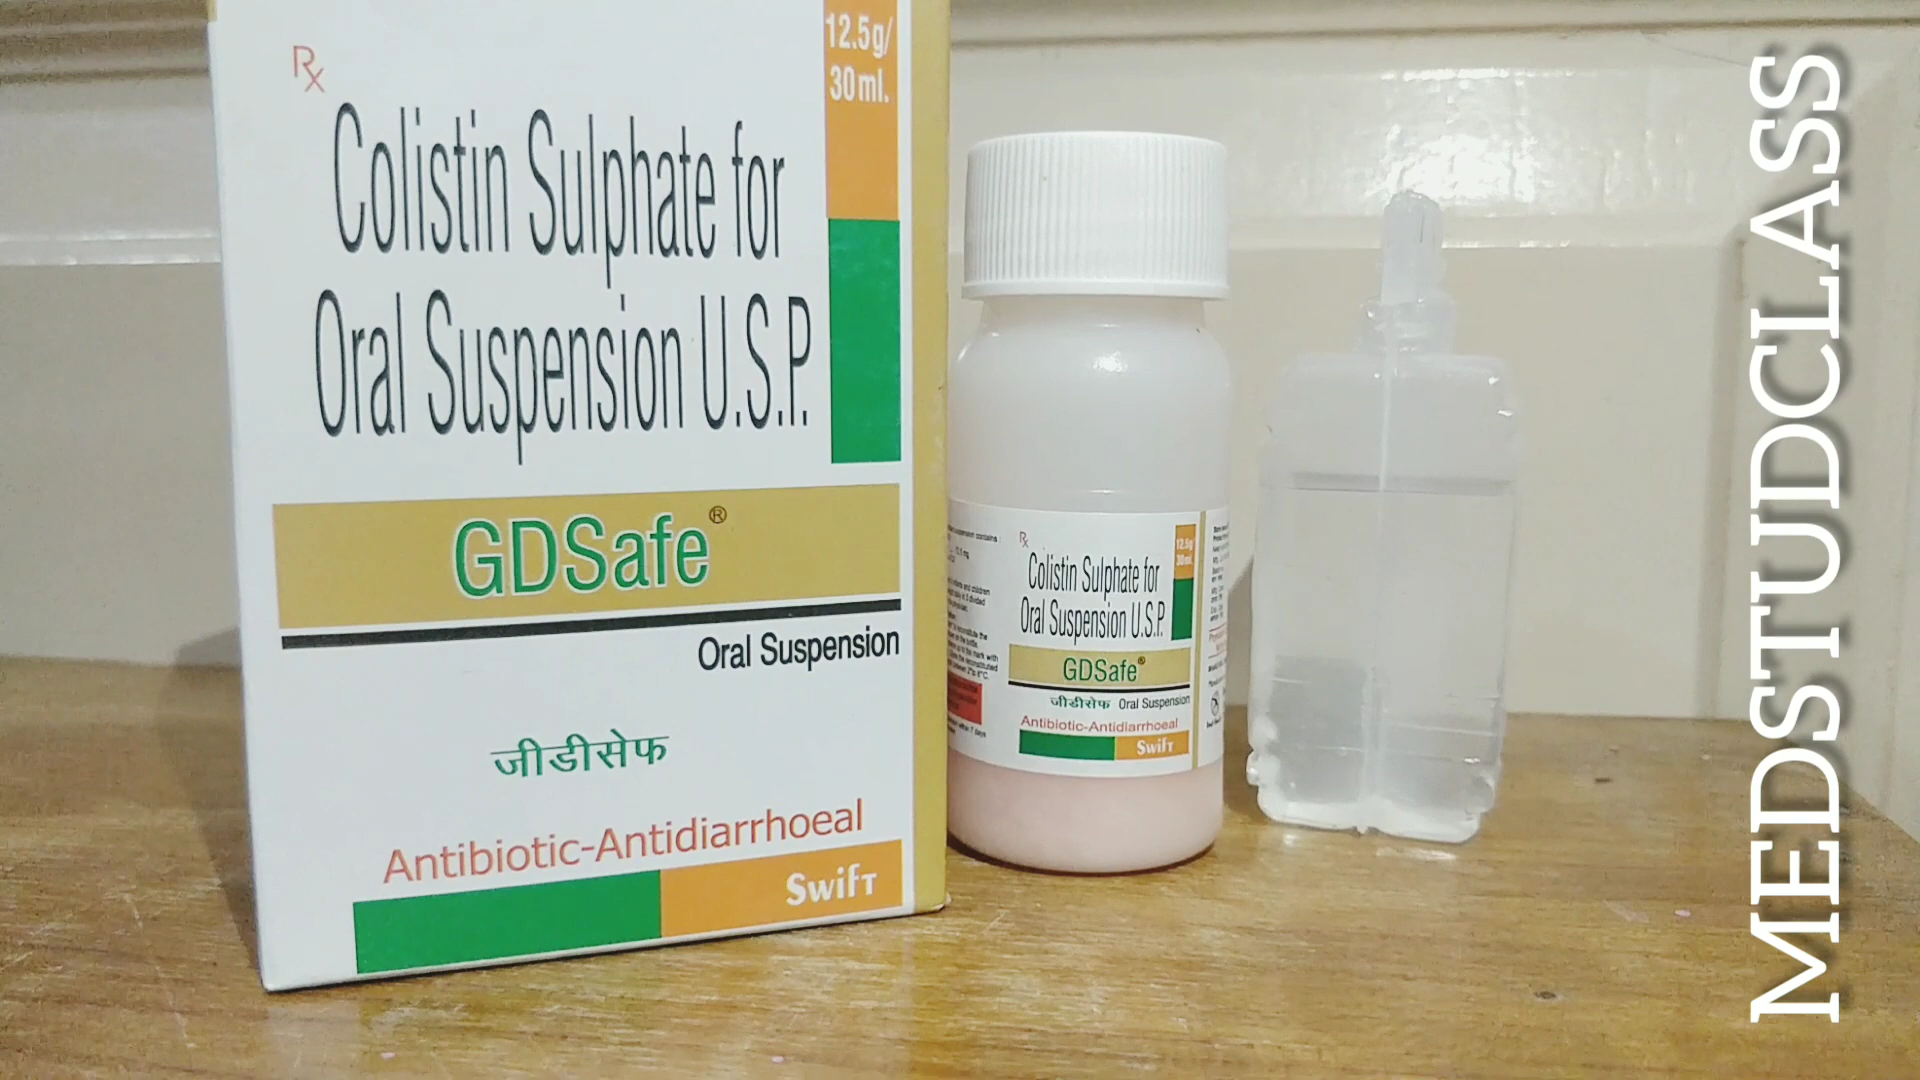 Rx
12.5g/
30ml.
Colistin Sulphate for
Oral Suspension U.S.P.
GDSafe®
Oral Suspension
जीडीसेफ
Antibiotic-Antidiarrhoeal
SwifT
Rx
12.5g/
30ml.
Colistin Sulphate for
Oral Suspension U.S.P.
GDSafe®
जीडीसेफ Oral Suspension
Antibiotic-Antidiarrhoeal
SwifT
MEDSTUDCLASS